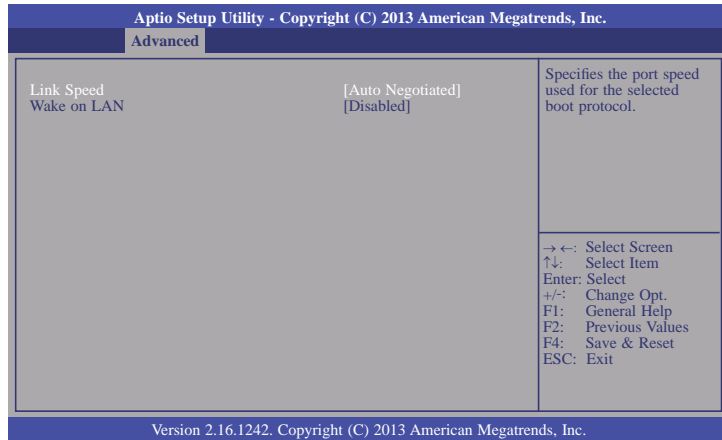 Aptio Setup Utility - Copyright (C) 2013 American Megatrends, Inc.
Advanced
Link Speed [Auto Negotiated]
Wake on LAN [Disabled]
Specifies the port speed
used for the selected
boot protocol.
→ ←: Select Screen
↑↓: Select Item
Enter: Select
+/-: Change Opt.
F1: General Help
F2: Previous Values
F4: Save & Reset
ESC: Exit
Version 2.16.1242. Copyright (C) 2013 American Megatrends, Inc.